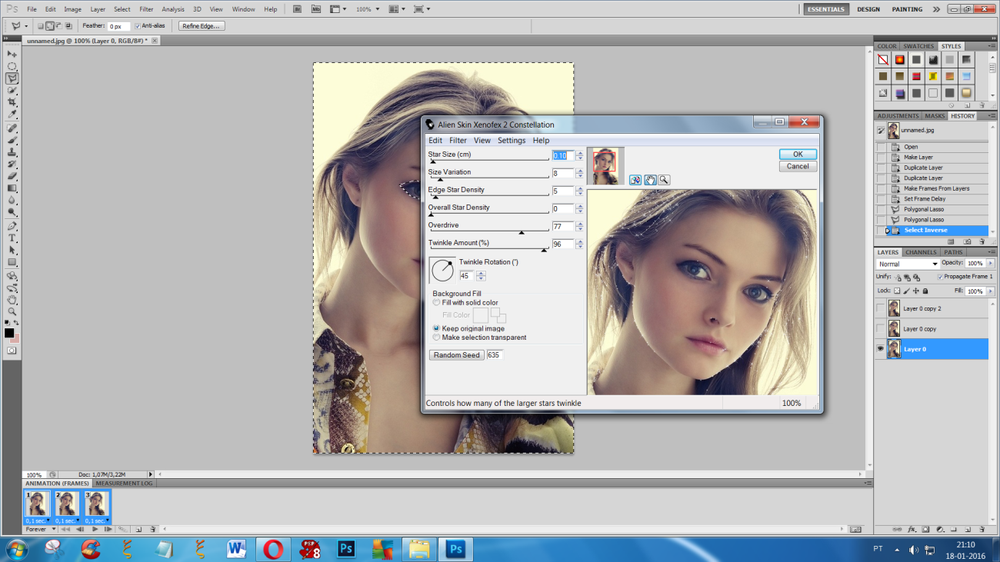 Ps File Edit Image Layer Select Filter Analysis 3D View Window Help Br Mb 100% ESSENTIALS DESIGN PAINTING
Feather: 0 px Anti-alias Refine Edge...
unnamed.jpg @ 100% (Layer 0, RGB/8#) *
COLOR SWATCHES STYLES
ADJUSTMENTS MASKS HISTORY
unnamed.jpg
Open
Make Layer
Duplicate Layer
Duplicate Layer
Make Frames From Layers
Set Frame Delay
Polygonal Lasso
Polygonal Lasso
Select Inverse
LAYERS CHANNELS PATHS
Normal Opacity: 100%
Unify: Propagate Frame 1
Lock: Fill: 100%
Layer 0 copy 2
Layer 0 copy
Layer 0
Alien Skin Xenofex 2 Constellation
Edit Filter View Settings Help
Star Size (cm) 0.10
Size Variation 8
Edge Star Density 5
Overall Star Density 0
Overdrive 77
Twinkle Amount (%) 96
Twinkle Rotation (°)
45
Background Fill
Fill with solid color
Fill Color
Keep original image
Make selection transparent
Random Seed 635
OK
Cancel
Controls how many of the larger stars twinkle 100%
100% Doc: 1,07M/3,22M
ANIMATION (FRAMES) MEASUREMENT LOG
1 2 3
0,1 sec. 0,1 sec. 0,1 sec.
Forever
W PSP 8 Ps Ps
PT 21:10
18-01-2016